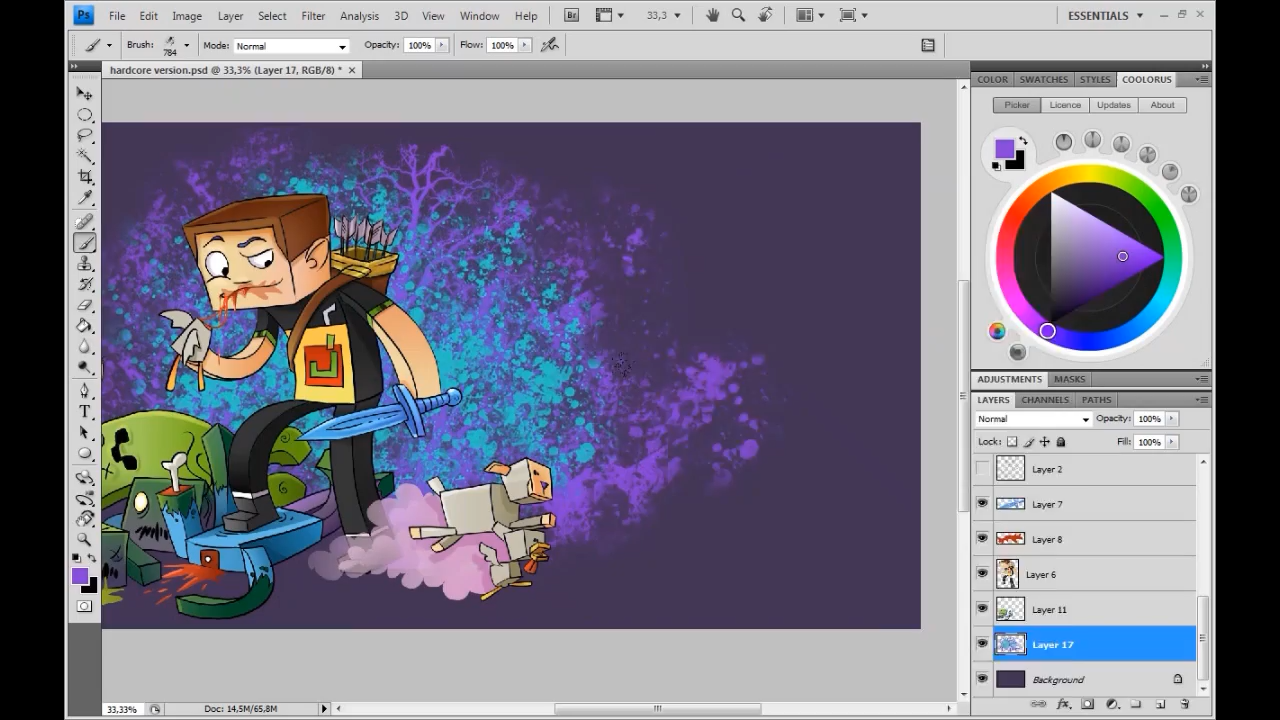 Ps File Edit Image Layer Select Filter Analysis 3D View Window Help Br 33,3 ESSENTIALS
Brush: 784 Mode: Normal Opacity: 100% Flow: 100%
hardcore version.psd @ 33,3% (Layer 17, RGB/8) *
COLOR SWATCHES STYLES COOLORUS
Picker Licence Updates About
ADJUSTMENTS MASKS
LAYERS CHANNELS PATHS
Normal Opacity: 100%
Lock: Fill: 100%
Layer 2
Layer 7
Layer 8
Layer 6
Layer 11
Layer 17
Background
33,33% Doc: 14,5M/65,8M